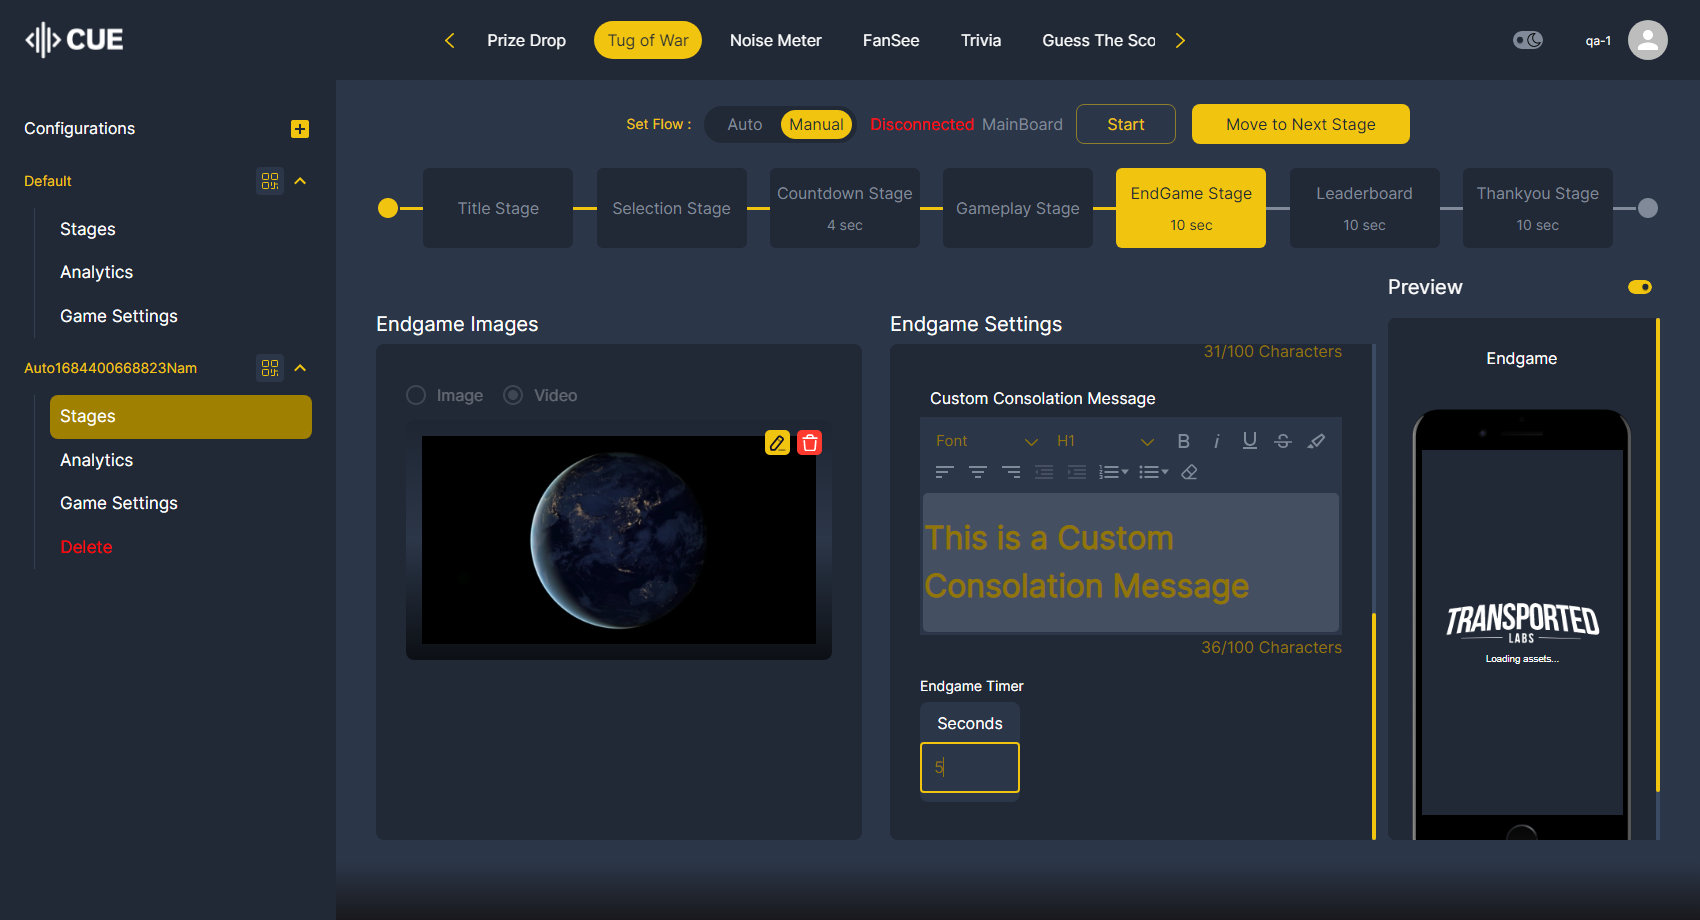 CUE
Prize Drop
Tug of War
Noise Meter
FanSee
Trivia
Guess The Sco
qa-1
Configurations
Default
Stages
Analytics
Game Settings
Auto1684400668823Nam
Stages
Analytics
Game Settings
Delete
Set Flow :
Auto
Manual
Disconnected MainBoard
Start
Move to Next Stage
Title Stage
Selection Stage
Countdown Stage
4 sec
Gameplay Stage
EndGame Stage
10 sec
Leaderboard
10 sec
Thankyou Stage
10 sec
Endgame Images
Image
Video
Endgame Settings
31/100 Characters
Custom Consolation Message
Font
H1
B
i
U
S
This is a Custom
Consolation Message
36/100 Characters
Endgame Timer
Seconds
5
Preview
Endgame
TRANSPORTED
LABS
Loading assets...